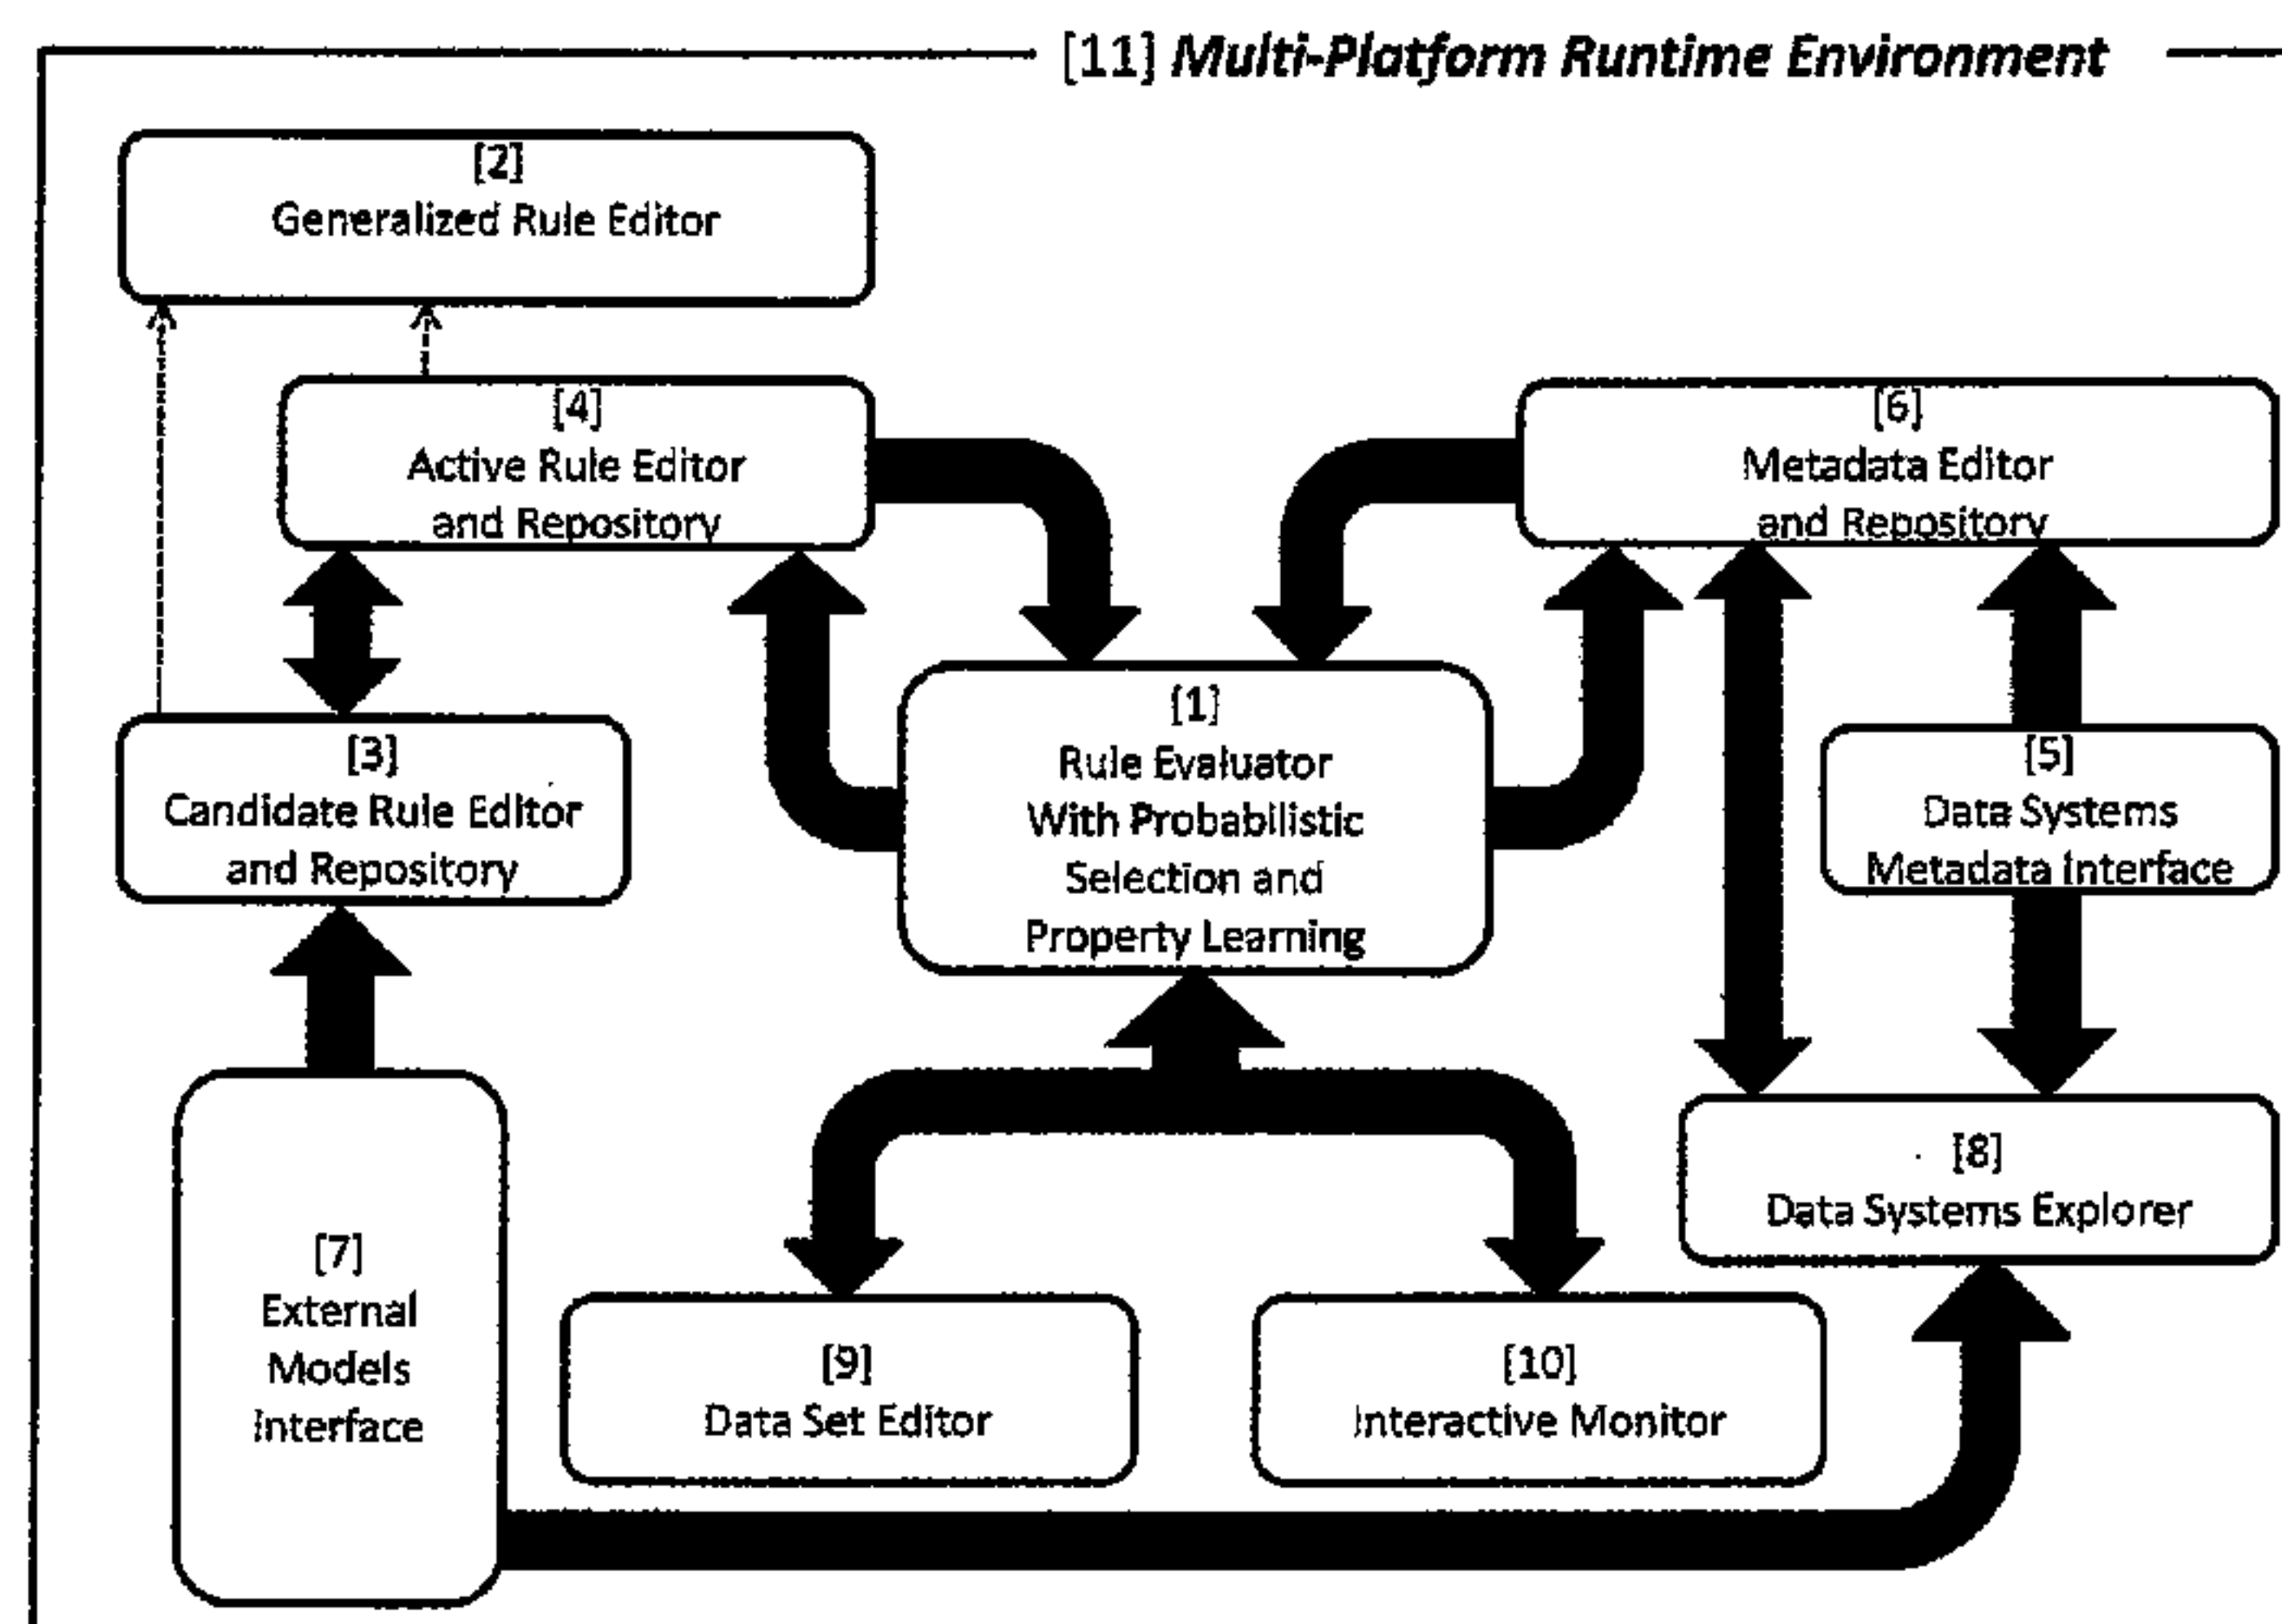 [11] Multi-Platform Runtime Environment
[2]
Generalized Rule Editor
[4]
Active Rule Editor
and Repository
[6]
Metadata Editor
and Repository
[1]
Rule Evaluator
With Probabilistic
Selection and
Property Learning
[3]
Candidate Rule Editor
and Repository
[5]
Data Systems
Metadata Interface
[8]
Data Systems Explorer
[7]
External
Models
Interface
[9]
Data Set Editor
[10]
Interactive Monitor